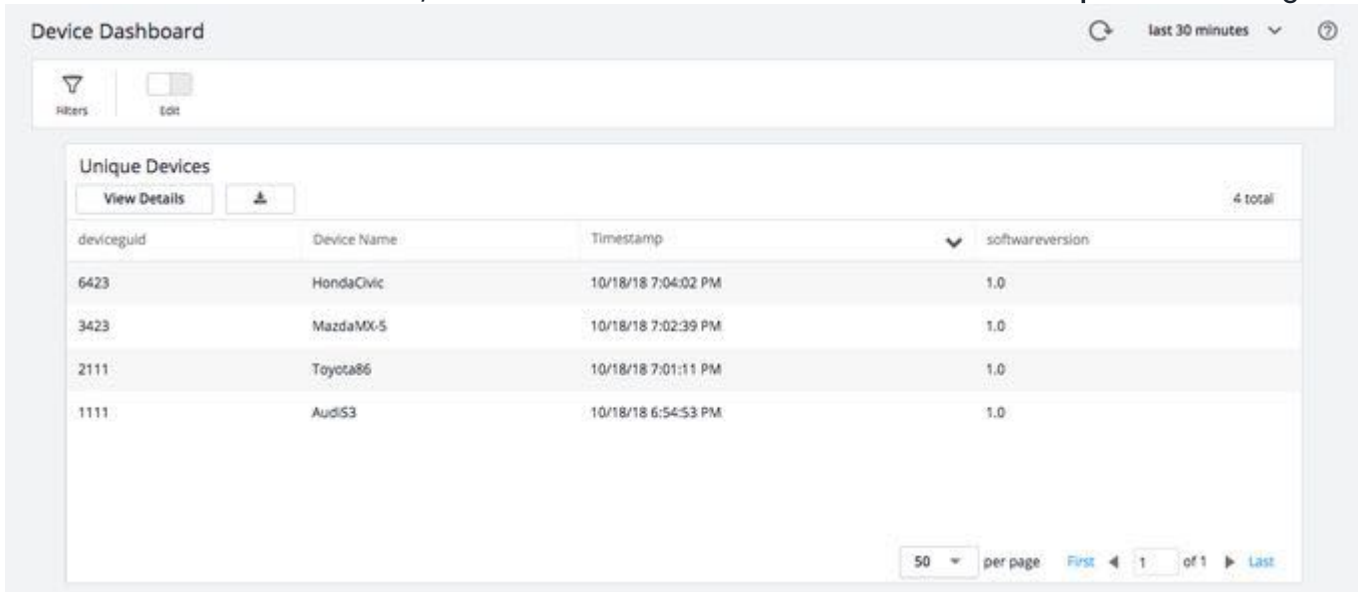 Device Dashboard last 30 minutes
Filters Edit
Unique Devices
View Details 4 total
deviceguid Device Name Timestamp softwareversion
6423 HondaCivic 10/18/18 7:04:02 PM 1.0
3423 MazdaMX-5 10/18/18 7:02:39 PM 1.0
2111 Toyota86 10/18/18 7:01:11 PM 1.0
1111 AudiS3 10/18/18 6:54:53 PM 1.0
50 per page First 1 of 1 Last